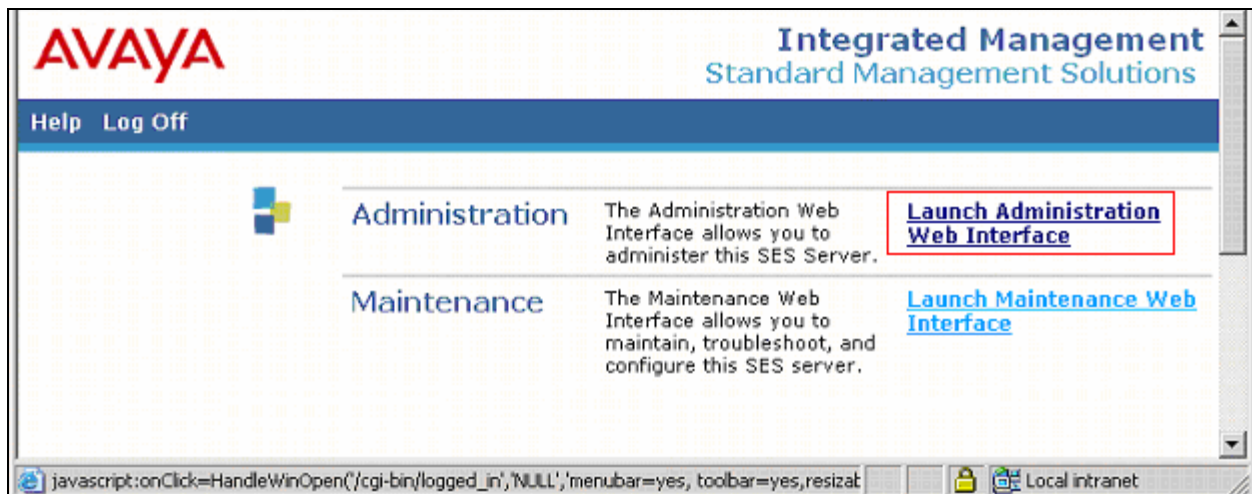 AVAYA
Integrated Management
Standard Management Solutions
Help Log Off
Administration
The Administration Web
Interface allows you to
administer this SES Server.
Launch Administration
Web Interface
Maintenance
The Maintenance Web
Interface allows you to
maintain, troubleshoot, and
configure this SES server.
Launch Maintenance Web
Interface
javascript:onClick=HandleWinOpen('/cgi-bin/logged_in','NULL','menubar=yes, toolbar=yes,resizab
Local intranet